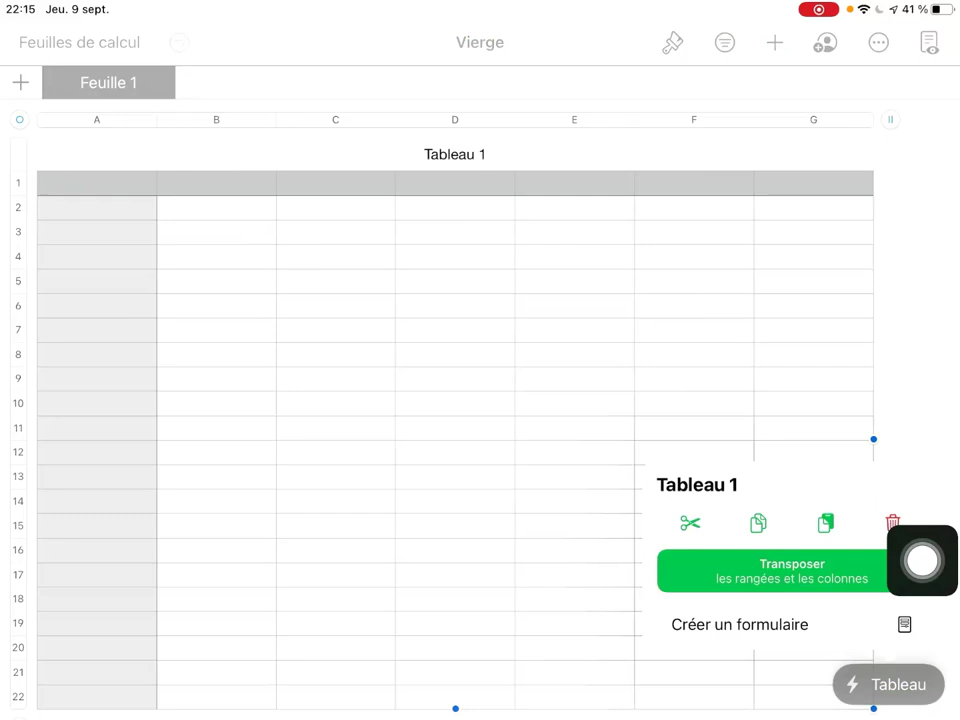 22:15 Jeu. 9 sept. 41 %
Feuilles de calcul Vierge
Feuille 1
A B C D E F G
Tableau 1
1
2
3
4
5
6
7
8
9
10
11
12
13
14
15
16
17
18
19
20
21
22
Tableau 1
Transposer
les rangées et les colonnes
Créer un formulaire
Tableau